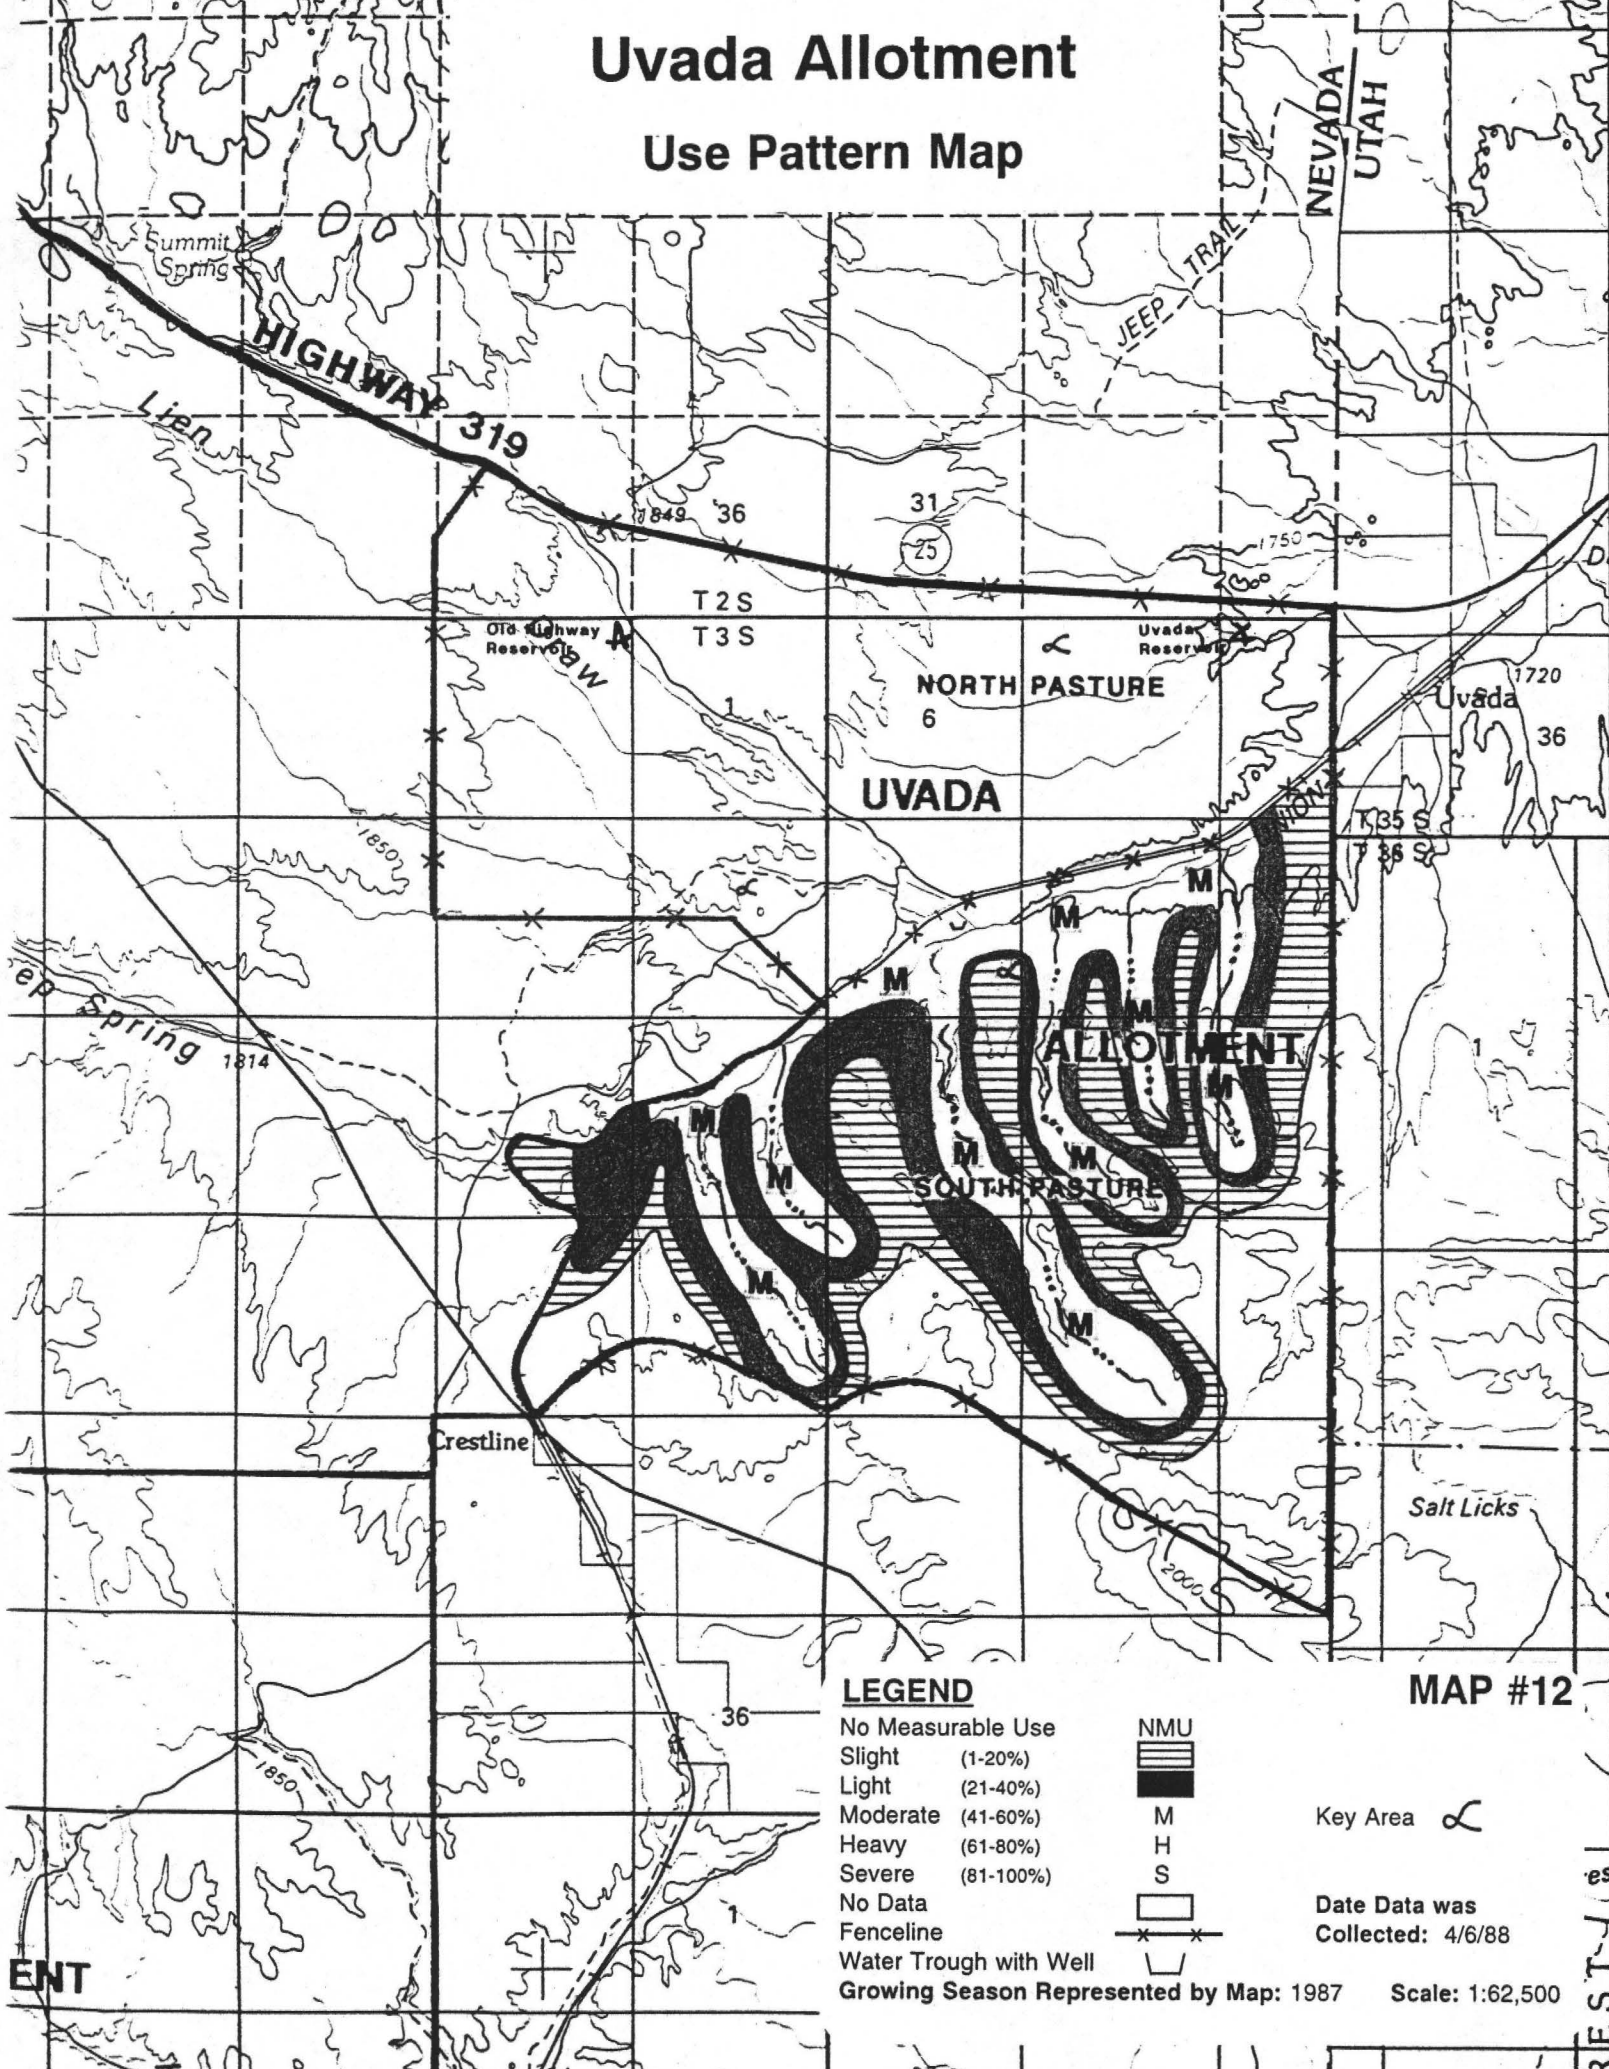 Uvada Allotment
Use Pattern Map
NEVADA
UTAH
Summit
Spring
JEEP TRAIL
HIGHWAY 319
Lien
Draw
1849
36
31
25
1750
T2S
T3S
Old Highway
Reservoir
Uvada
Reservoir
NORTH PASTURE
1
6
Uvada
1720
36
UVADA
UNION
T 35 S
T 36 S
1850
M
M
M
ep Spring
1814
M
ALLOTMENT
1
M
M
M
M
M
SOUTH PASTURE
M
M
Crestline
Salt Licks
2000
36
1850
1
ENT
LEGEND
MAP #12
No Measurable Use NMU
Slight (1-20%)
Light (21-40%)
Moderate (41-60%) M
Heavy (61-80%) H
Severe (81-100%) S
No Data
Fenceline
Water Trough with Well
Key Area
Date Data was
Collected: 4/6/88
Growing Season Represented by Map: 1987
Scale: 1:62,500